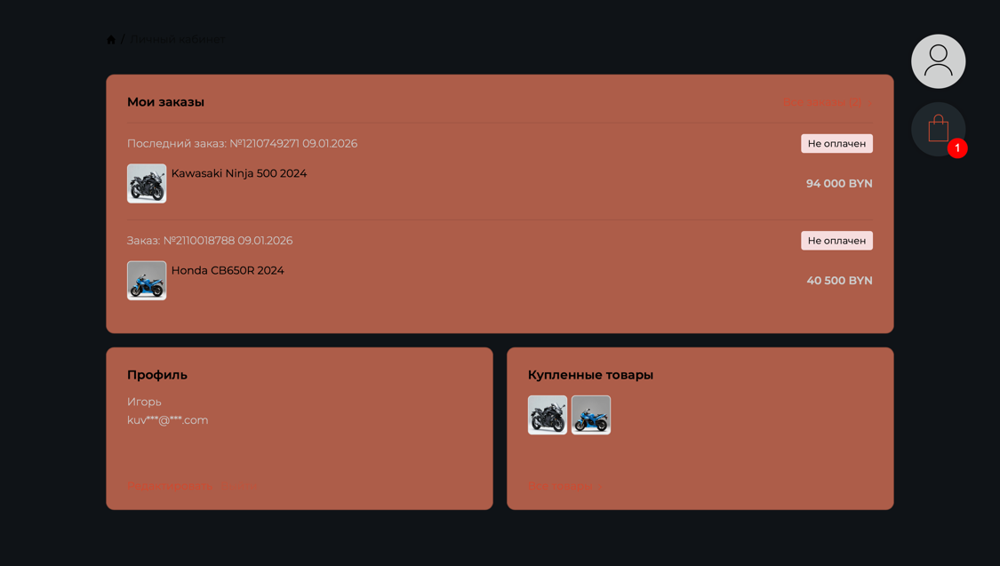 / Личный кабинет
Мои заказы
Все заказы (2)
Последний заказ: №1210749271 09.01.2026
Не оплачен
Kawasaki Ninja 500 2024
94 000 BYN
Заказ: №2110018788 09.01.2026
Не оплачен
Honda CB650R 2024
40 500 BYN
Профиль
Игорь
kuv***@***.com
Редактировать
Купленные товары
Все товары
1